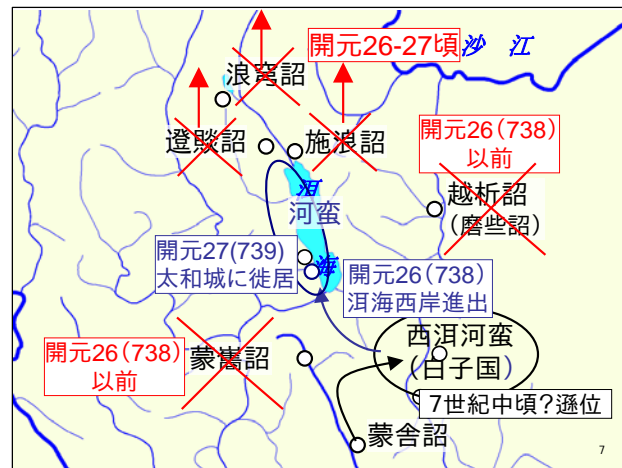 開元26-27頃
沙 江
浪穹詔
邆賧詔
施浪詔
開元26(738)
以前
越析詔
(磨些詔)
洱
河蛮
海
開元27(739)
太和城に徙居
開元26(738)
洱海西岸進出
開元26(738)
以前
蒙嶲詔
西洱河蛮
(白子国)
7世紀中頃?遜位
蒙舎詔
7